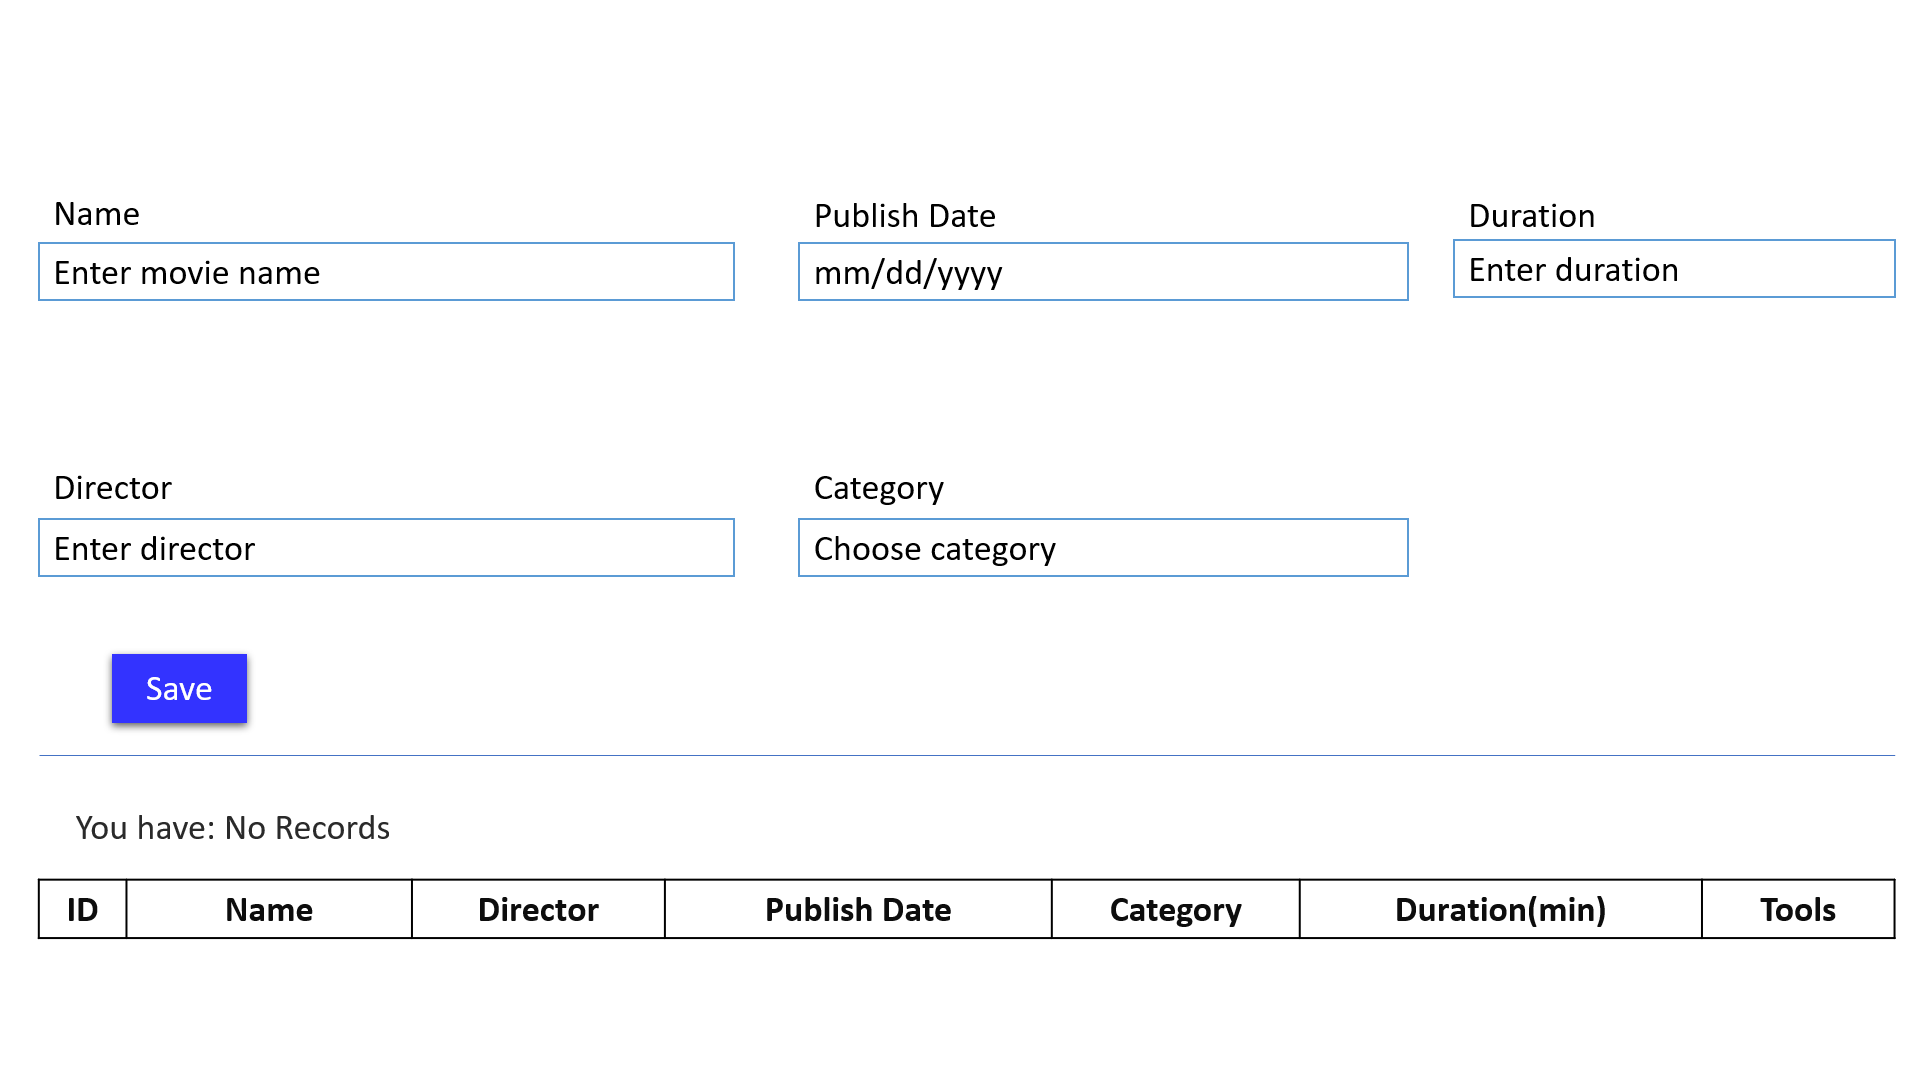 Name
Publish Date
Duration
Enter movie name
mm/dd/yyyy
Enter duration
Director
Category
Enter director
Choose category
Save
You have: No Records
ID Name Director Publish Date Category Duration(min) Tools